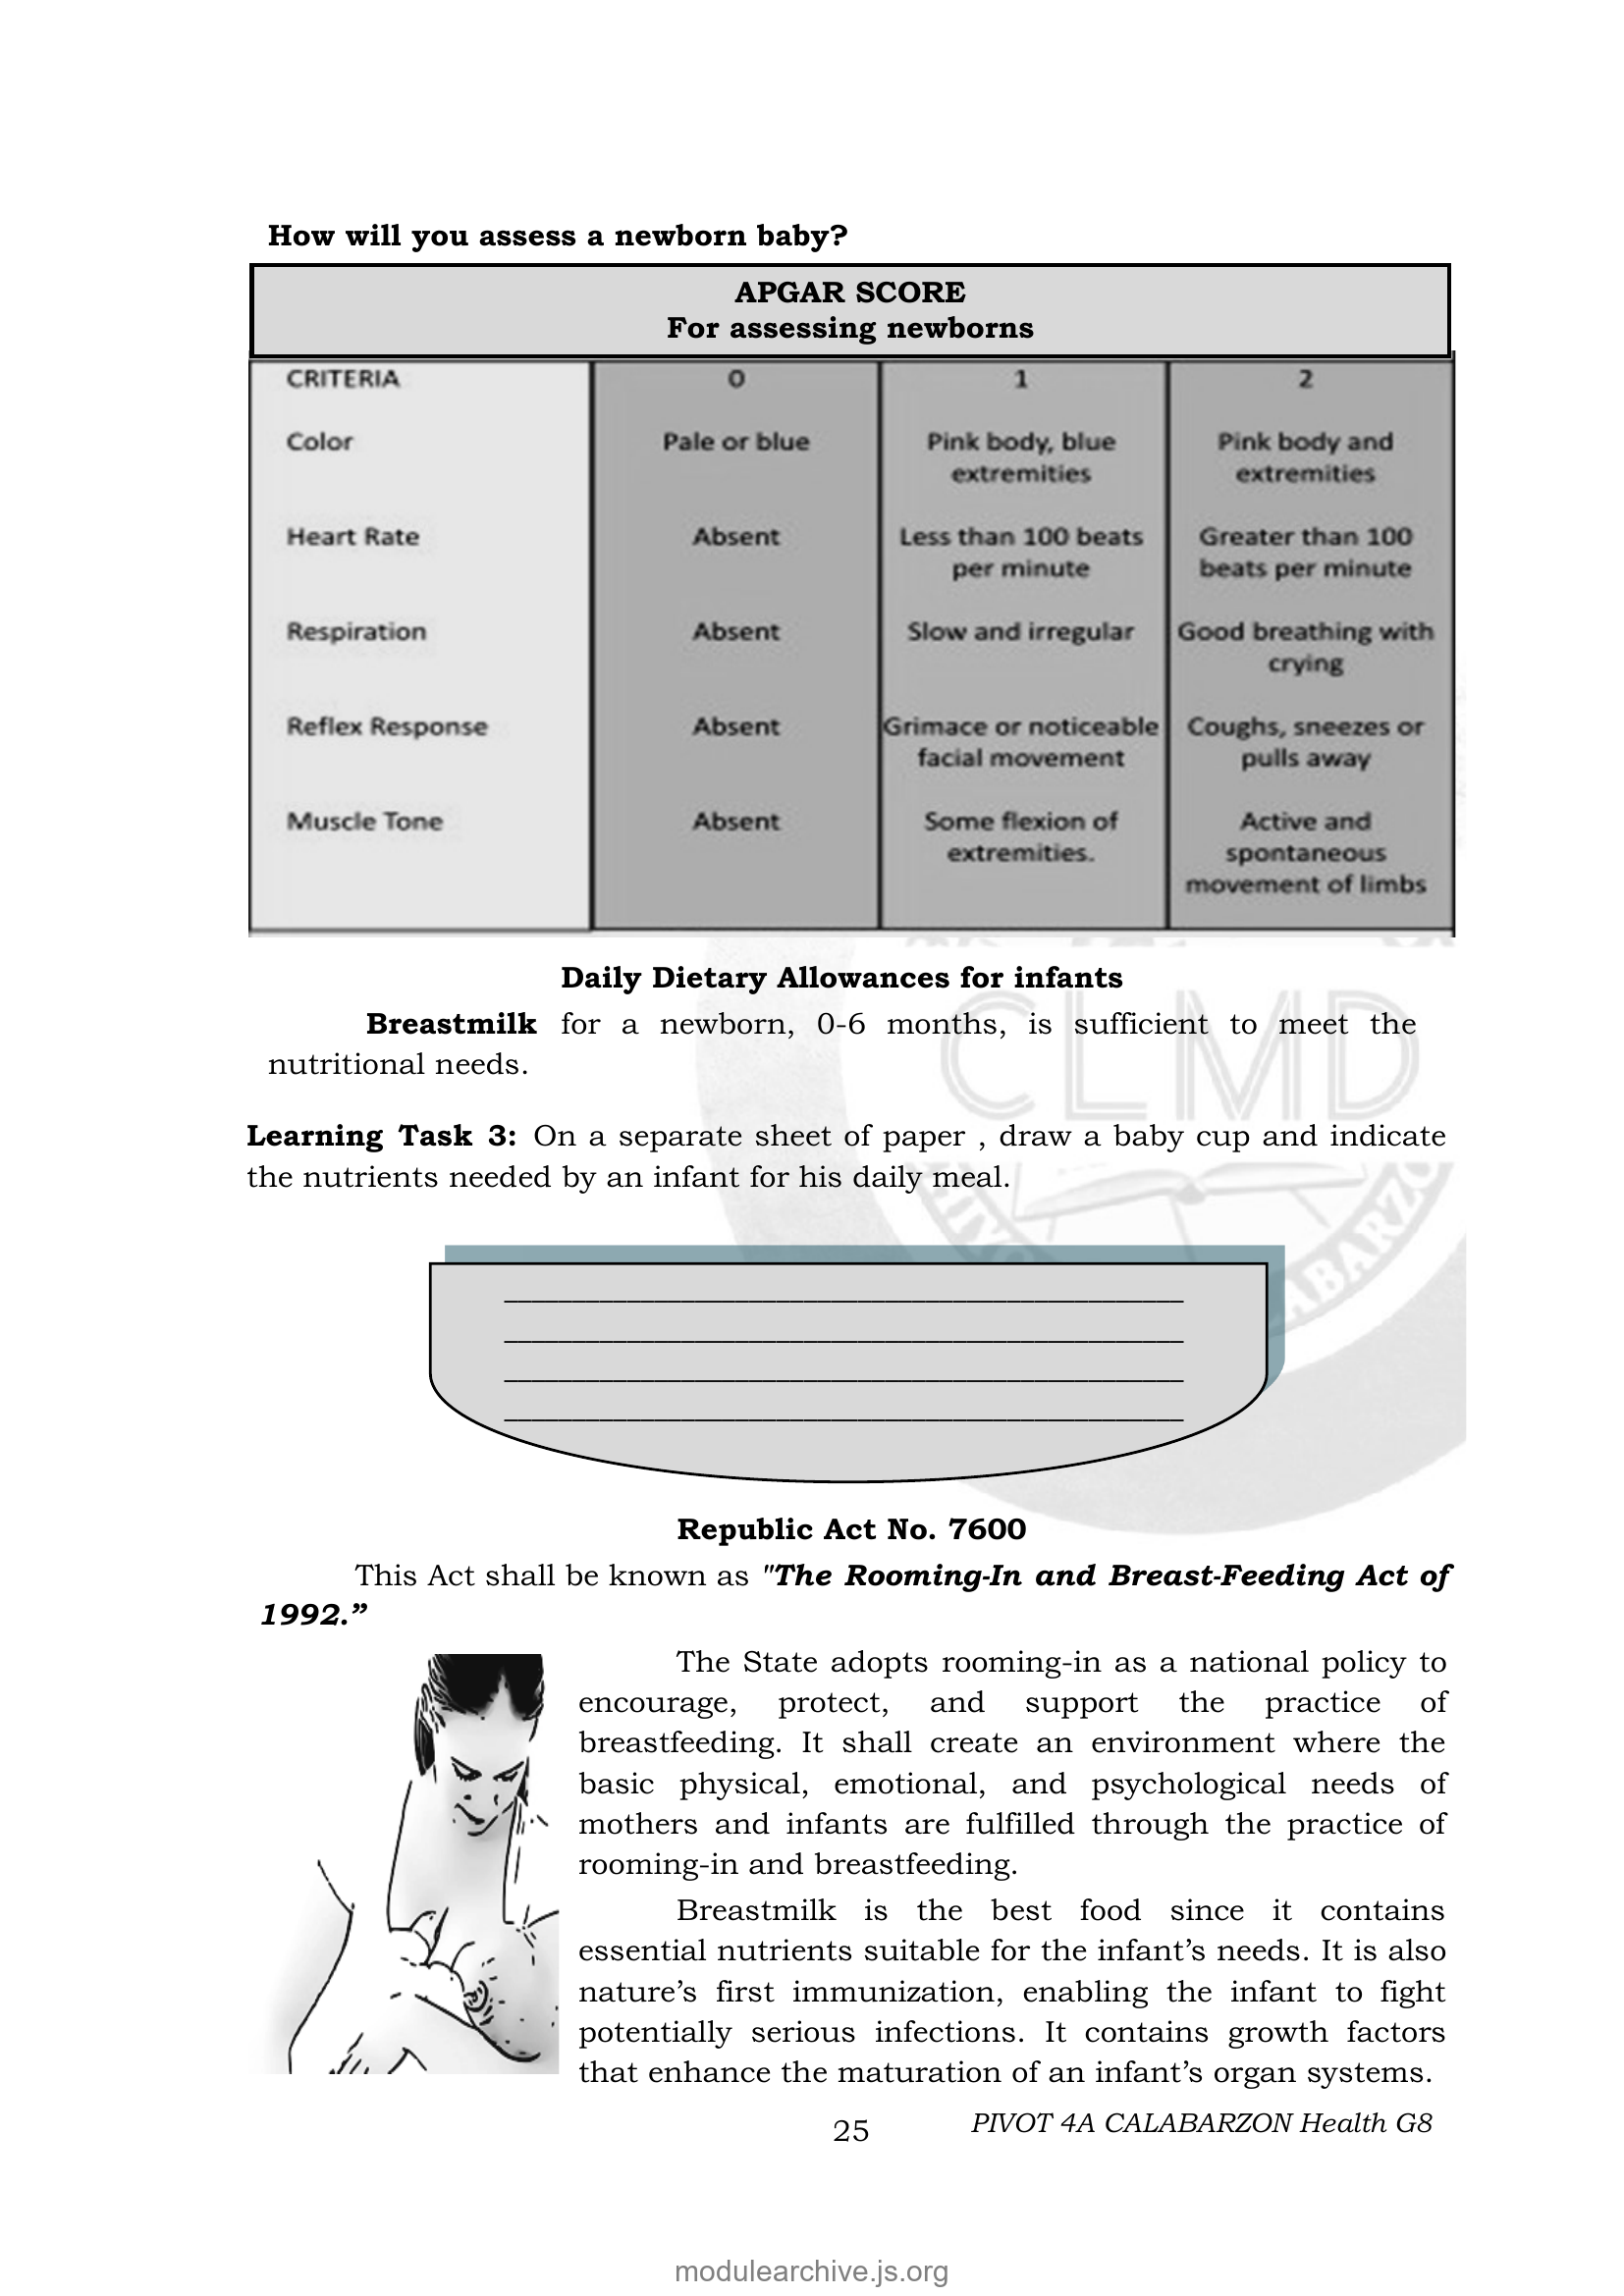 How will you assess a newborn baby?
APGAR SCORE
For assessing newborns
CRITERIA 0 1 2
Color Pale or blue Pink body, blue extremities Pink body and extremities
Heart Rate Absent Less than 100 beats per minute Greater than 100 beats per minute
Respiration Absent Slow and irregular Good breathing with crying
Reflex Response Absent Grimace or noticeable facial movement Coughs, sneezes or pulls away
Muscle Tone Absent Some flexion of extremities. Active and spontaneous movement of limbs
Daily Dietary Allowances for infants
Breastmilk for a newborn, 0-6 months, is sufficient to meet the
nutritional needs.
CLMD
Learning Task 3: On a separate sheet of paper , draw a baby cup and indicate
the nutrients needed by an infant for his daily meal.
Republic Act No. 7600
This Act shall be known as "The Rooming-In and Breast-Feeding Act of
1992.”
The State adopts rooming-in as a national policy to
encourage, protect, and support the practice of
breastfeeding. It shall create an environment where the
basic physical, emotional, and psychological needs of
mothers and infants are fulfilled through the practice of
rooming-in and breastfeeding.
Breastmilk is the best food since it contains
essential nutrients suitable for the infant’s needs. It is also
nature’s first immunization, enabling the infant to fight
potentially serious infections. It contains growth factors
that enhance the maturation of an infant’s organ systems.
25 PIVOT 4A CALABARZON Health G8
modulearchive.js.org